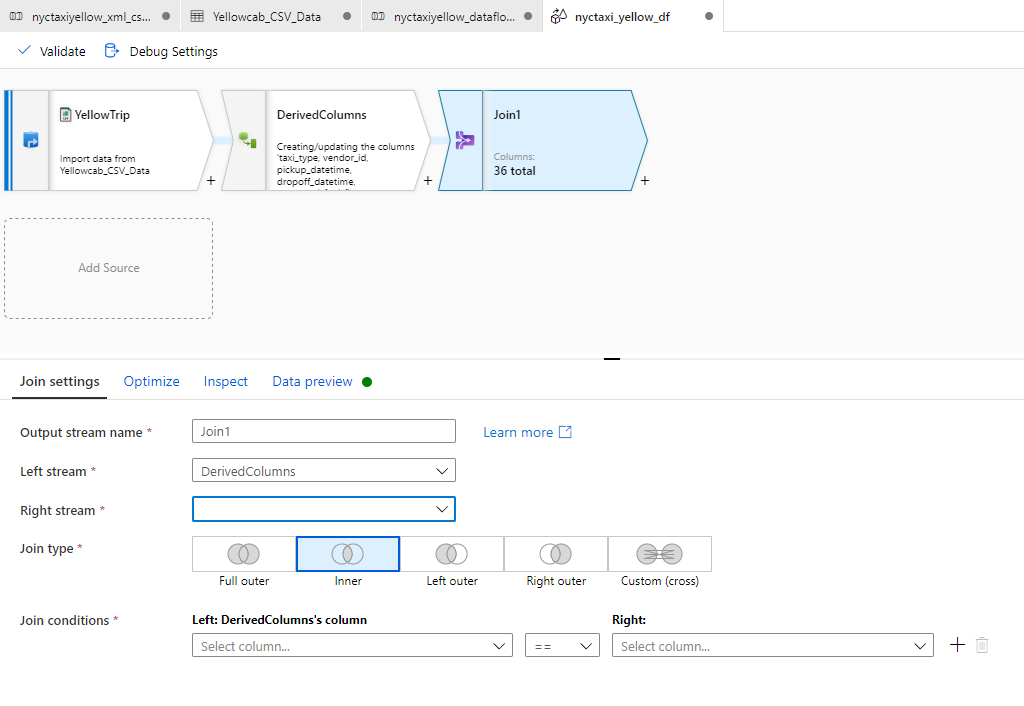 nyctaxiyellow_xml_cs...
Yellowcab_CSV_Data
nyctaxiyellow_dataflo...
nyctaxi_yellow_df
Validate
Debug Settings
YellowTrip
Import data from
Yellowcab_CSV_Data
+
DerivedColumns
Creating/updating the columns
'taxi_type, vendor_id,
pickup_datetime,
dropoff_datetime,
+
Join1
Columns:
36 total
+
Add Source
Join settings
Optimize
Inspect
Data preview
Output stream name *
Join1
Learn more
Left stream *
DerivedColumns
Right stream *
Join type *
Full outer
Inner
Left outer
Right outer
Custom (cross)
Join conditions *
Left: DerivedColumns's column
Right:
Select column...
==
Select column...